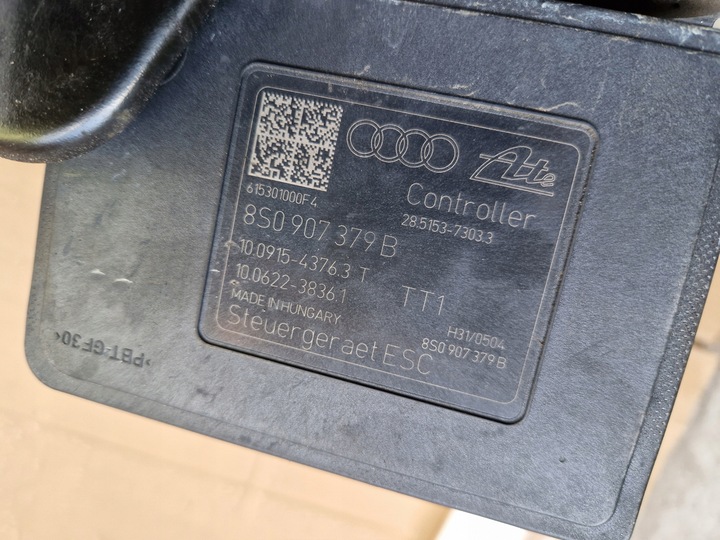 Ate
Controller
615301000F4
28.5153-7303.3
8S0 907 379 B
10.0915-4376.3 T
10.0622-3836.1
TT1
MADE IN HUNGARY
H31/0504
Steuergeraet ESC
8S0 907 379 B
>PBT-GF30<